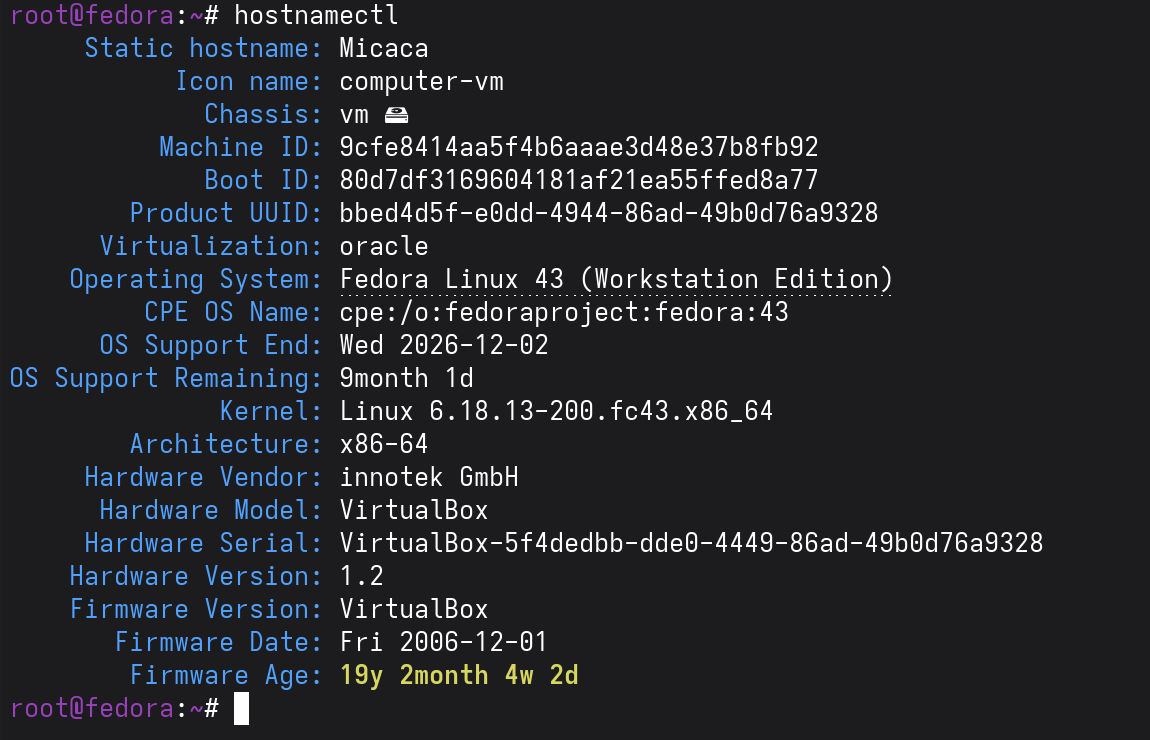 root@fedora:~# hostnamectl
Static hostname: Micaca
Icon name: computer-vm
Chassis: vm 🖴
Machine ID: 9cfe8414aa5f4b6aaae3d48e37b8fb92
Boot ID: 80d7df3169604181af21ea55ffed8a77
Product UUID: bbed4d5f-e0dd-4944-86ad-49b0d76a9328
Virtualization: oracle
Operating System: Fedora Linux 43 (Workstation Edition)
CPE OS Name: cpe:/o:fedoraproject:fedora:43
OS Support End: Wed 2026-12-02
OS Support Remaining: 9month 1d
Kernel: Linux 6.18.13-200.fc43.x86_64
Architecture: x86-64
Hardware Vendor: innotek GmbH
Hardware Model: VirtualBox
Hardware Serial: VirtualBox-5f4dedbb-dde0-4449-86ad-49b0d76a9328
Hardware Version: 1.2
Firmware Version: VirtualBox
Firmware Date: Fri 2006-12-01
Firmware Age: 19y 2month 4w 2d
root@fedora:~#